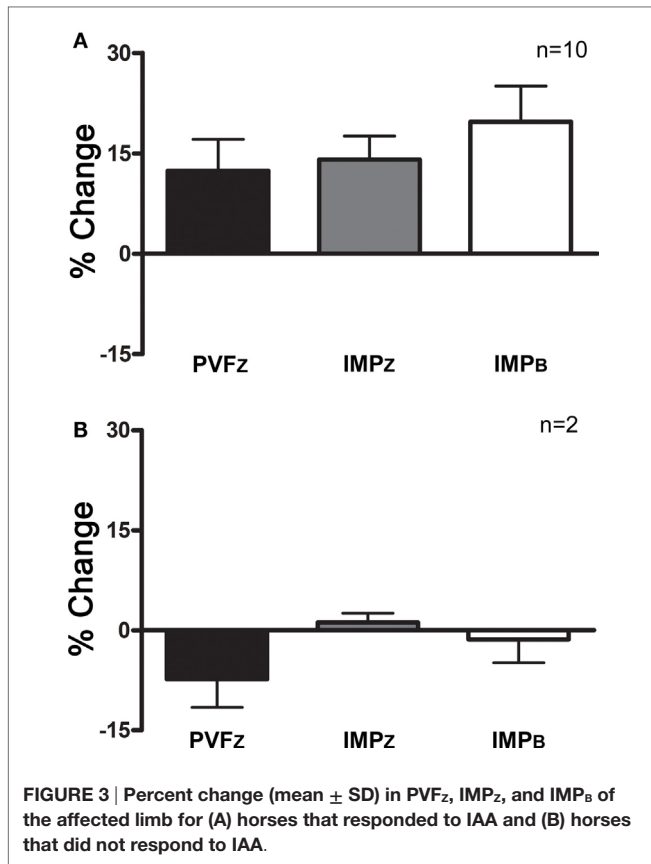 A
30
n=10
15
% Change
0
-15
PVFz
IMPz
IMPB
B
30
n=2
15
% Change
0
-15
PVFz
IMPz
IMPB
FIGURE 3 | Percent change (mean ± SD) in PVFz, IMPz, and IMPB of
the affected limb for (A) horses that responded to IAA and (B) horses
that did not respond to IAA.